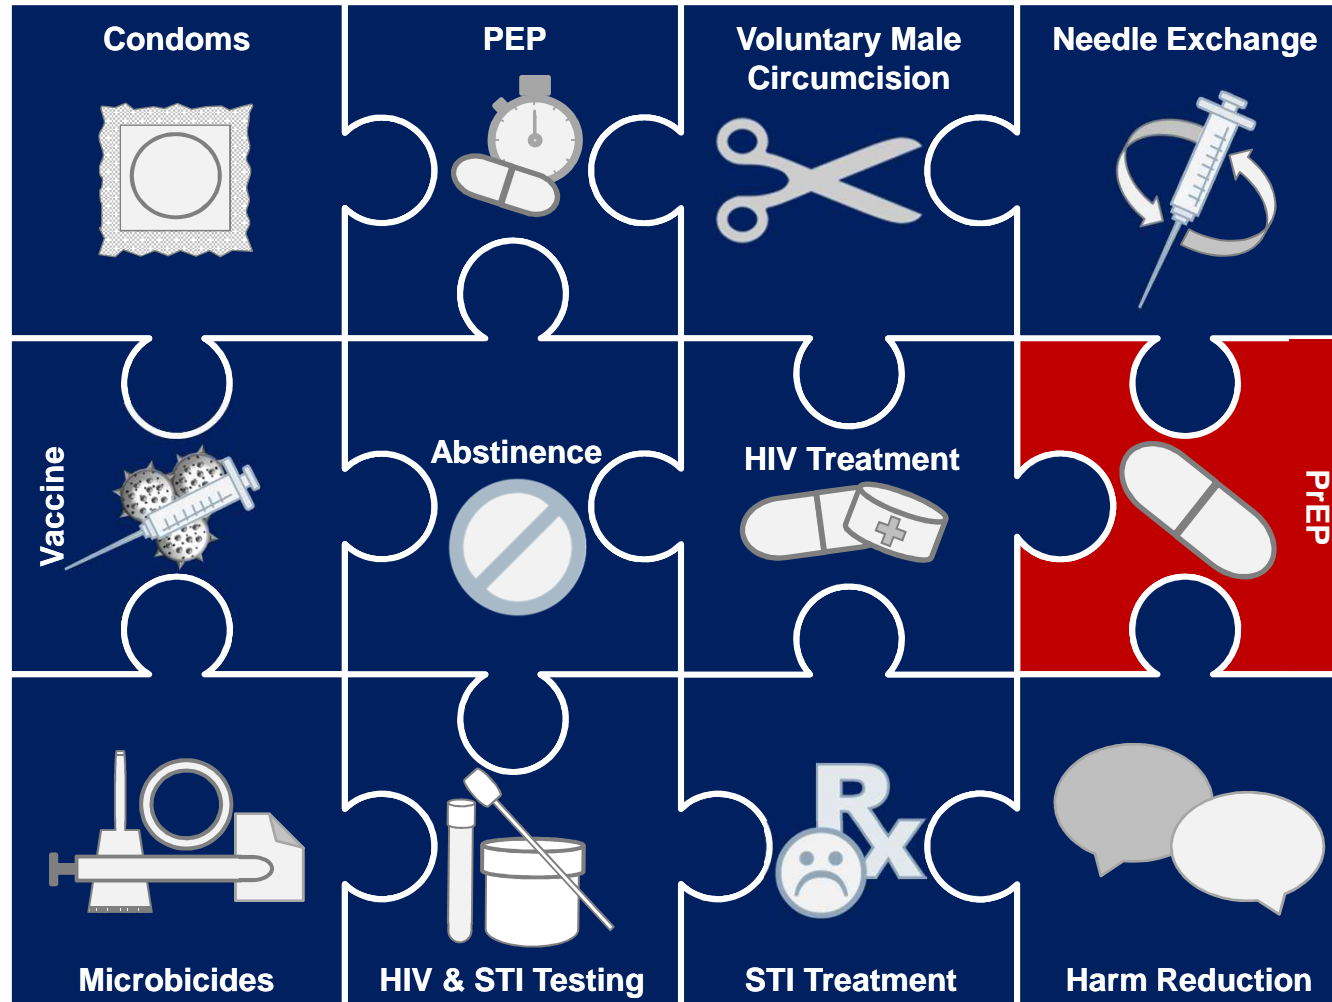 Condoms
PEP
Voluntary Male
Circumcision
Needle Exchange
Vaccine
Abstinence
HIV Treatment
PrEP
Rx
Microbicides
HIV & STI Testing
STI Treatment
Harm Reduction